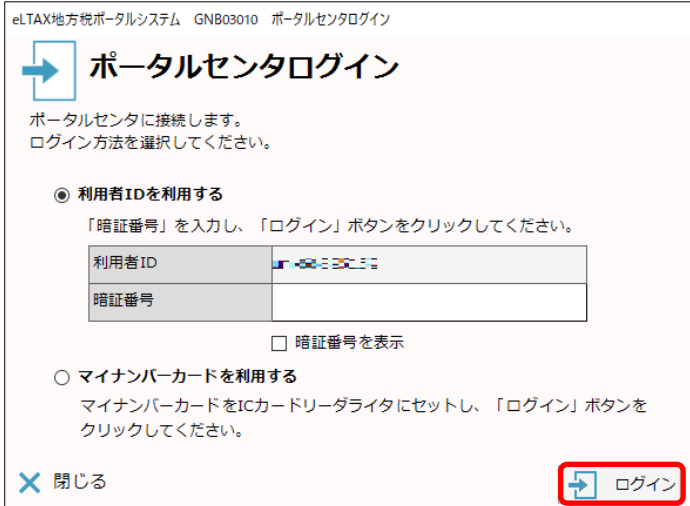 eLTAX地方税ポータルシステム　GNB03010　ポータルセンタログイン
ポータルセンタログイン
ポータルセンタに接続します。
ログイン方法を選択してください。
利用者IDを利用する
「暗証番号」を入力し、「ログイン」ボタンをクリックしてください。
利用者ID
暗証番号
暗証番号を表示
マイナンバーカードを利用する
マイナンバーカードをICカードリーダライタにセットし、「ログイン」ボタンを
クリックしてください。
閉じる
ログイン